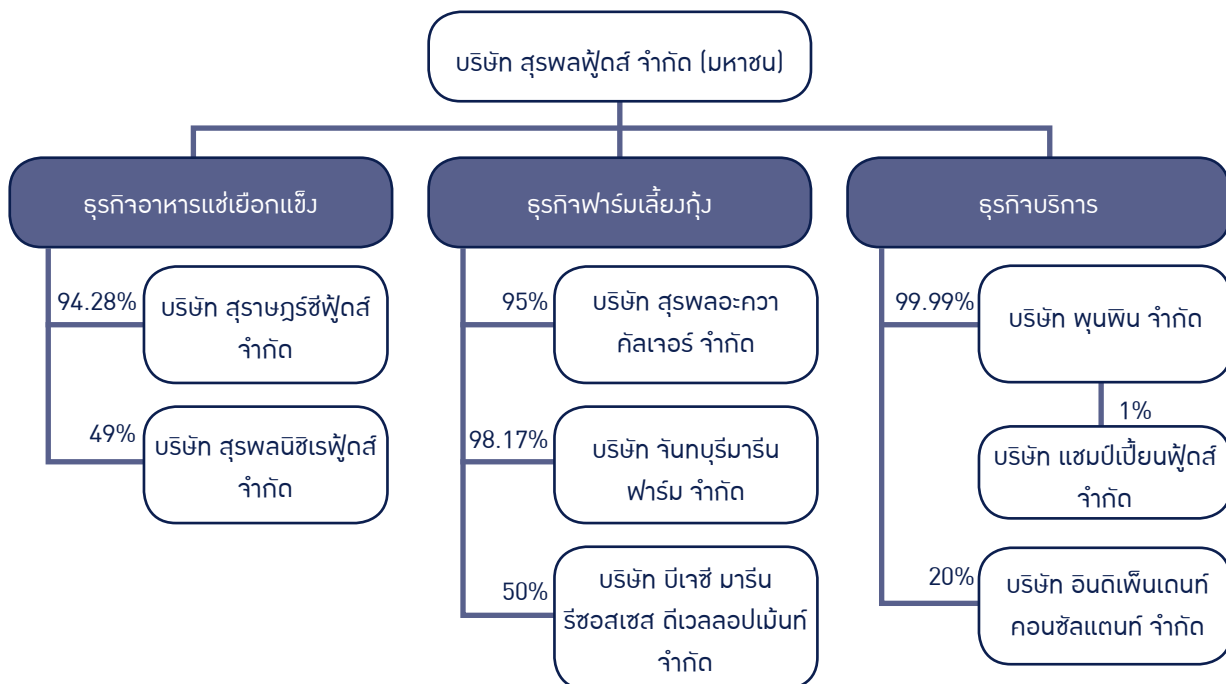 บริษัท สุรพลฟู้ดส์ จำกัด (มหาชน)
ธุรกิจอาหารแช่เยือกแข็ง
94.28%
บริษัท สุราษฎร์ซีฟู้ดส์
จำกัด
49%
บริษัท สุรพลนิชิเรฟู้ดส์
จำกัด
ธุรกิจฟาร์มเลี้ยงกุ้ง
95%
บริษัท สุรพลอะควา
คัลเจอร์ จำกัด
98.17%
บริษัท จันทบุรีมารีน
ฟาร์ม จำกัด
50%
บริษัท บีเจซี มารีน
รีซอสเซส ดีเวลลอปเม้นท์
จำกัด
ธุรกิจบริการ
99.99%
บริษัท พุนพิน จำกัด
1%
บริษัท แชมป์เปี้ยนฟู้ดส์
จำกัด
20%
บริษัท อินดิเพ็นเดนท์
คอนซัลแตนท์ จำกัด